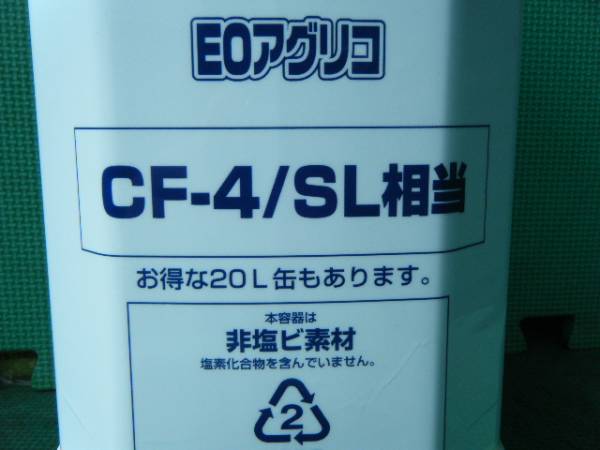 EOアグリコ
CF-4/SL相当
お得な20L缶もあります。
本容器は
非塩ビ素材
塩素化合物を含んでいません。
2